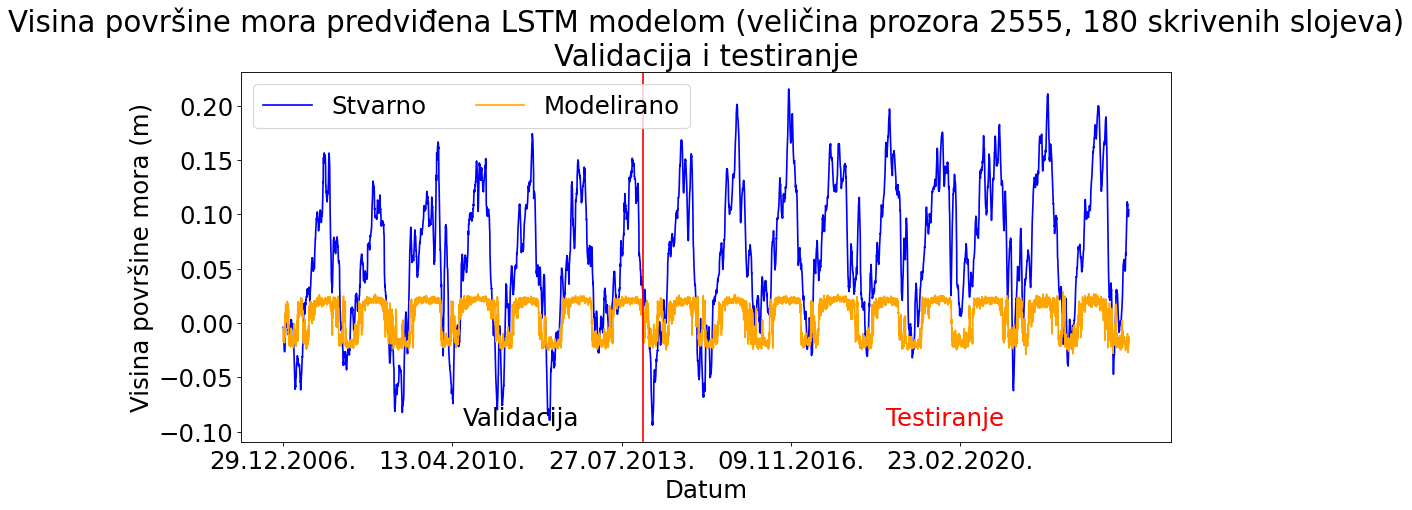 Visina površine mora predviđena LSTM modelom (veličina prozora 2555, 180 skrivenih slojeva)
Validacija i testiranje
Stvarno Modelirano
Visina površine mora (m)
0.20
0.15
0.10
0.05
0.00
−0.05
−0.10
Validacija Testiranje
29.12.2006. 13.04.2010. 27.07.2013. 09.11.2016. 23.02.2020.
Datum